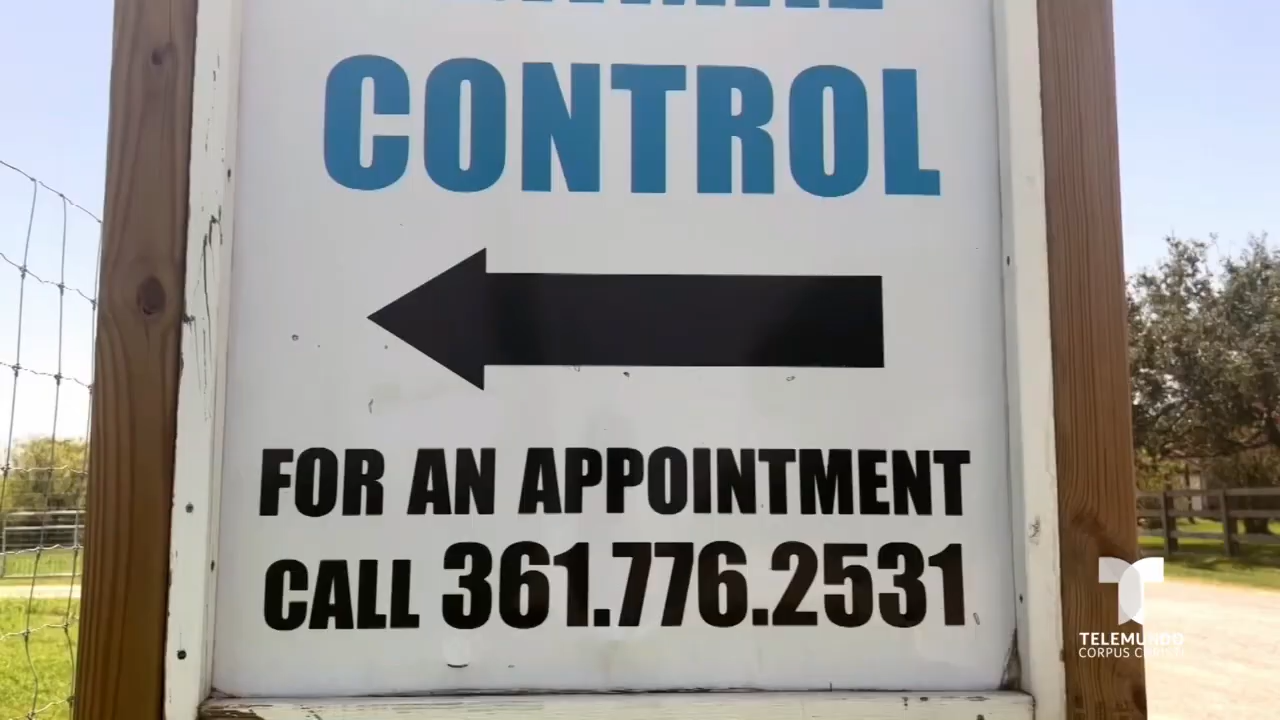 CONTROL
FOR AN APPOINTMENT
CALL 361.776.2531
TELEMUNDO
CORPUS CHRISTI